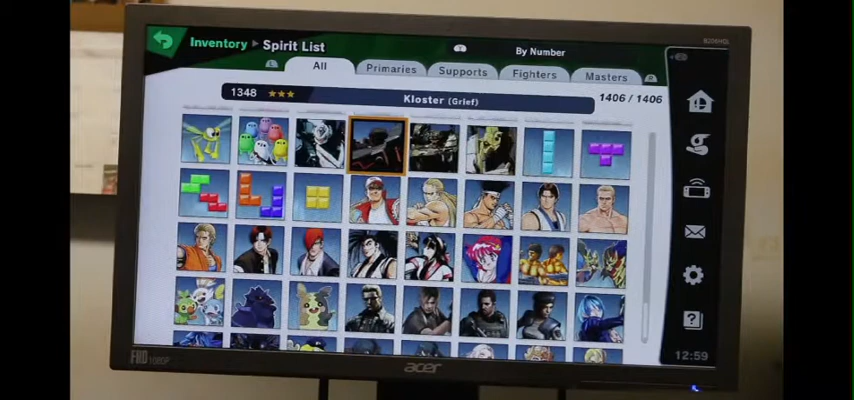 Inventory ▸ Spirit List
By Number
All
Primaries
Supports
Fighters
Masters
L
R
1348 ★★★
Kloster (Grief)
1406 / 1406
12:59
FHD 1080P
acer